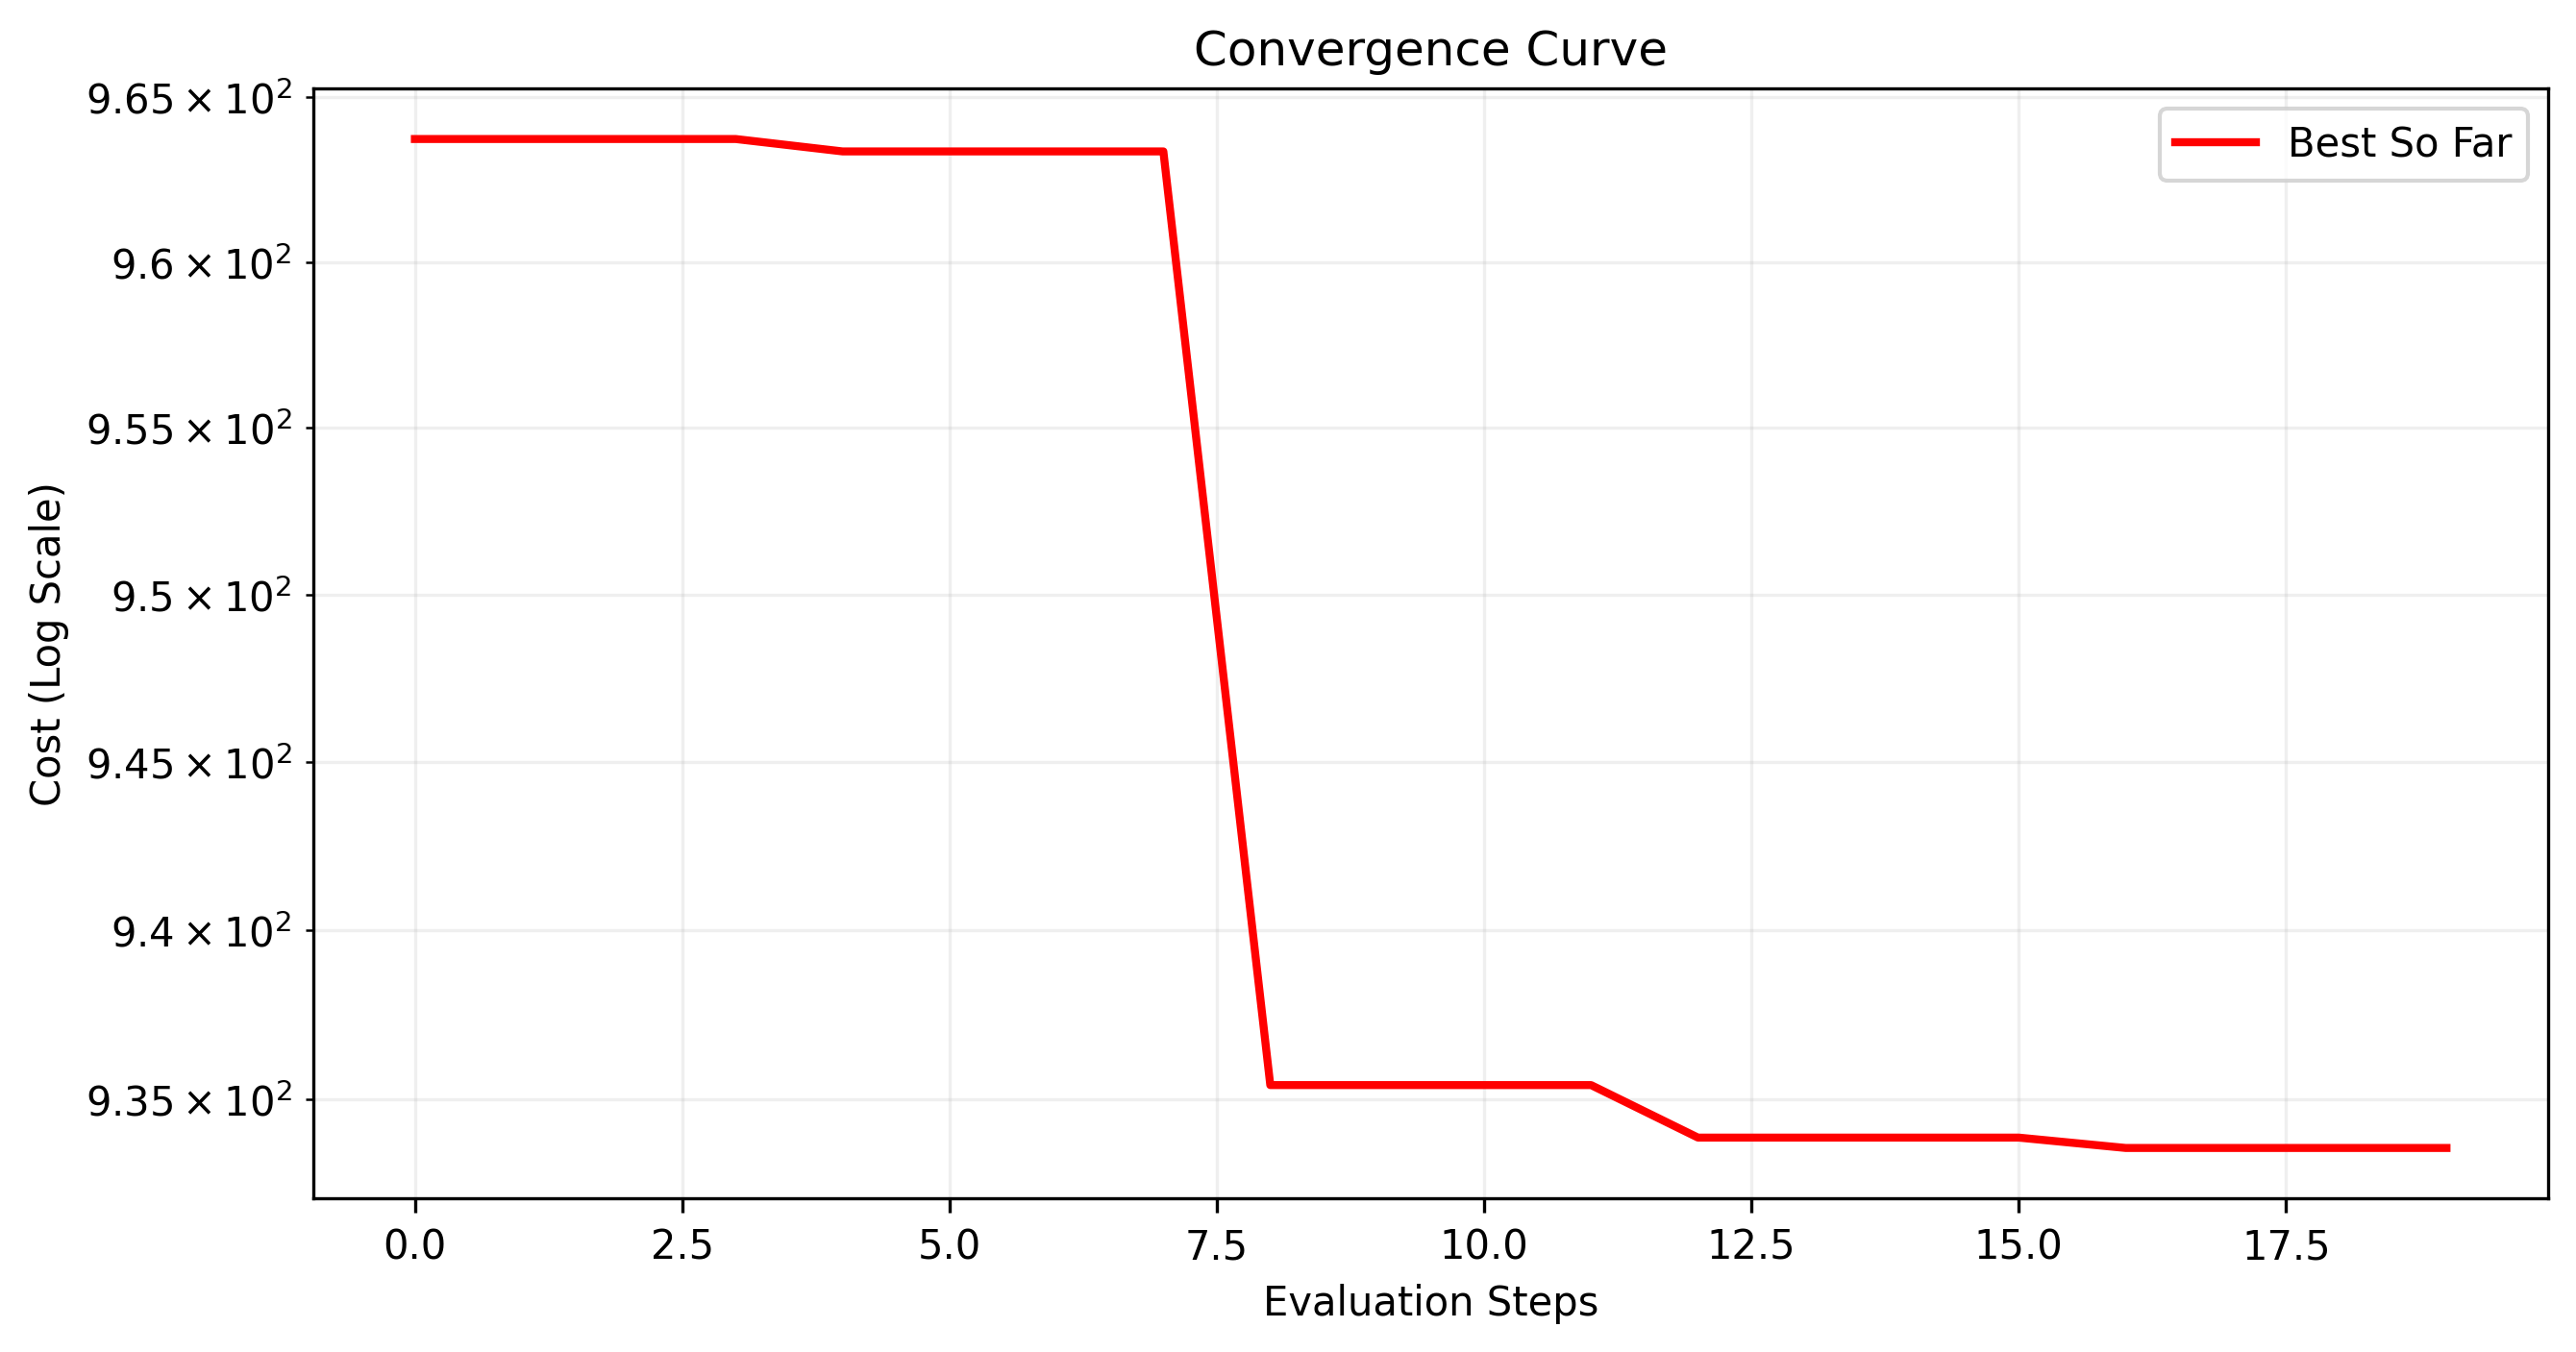 Convergence Curve
Best So Far
Cost (Log Scale)
9.65 × 10²
9.6 × 10²
9.55 × 10²
9.5 × 10²
9.45 × 10²
9.4 × 10²
9.35 × 10²
0.0 2.5 5.0 7.5 10.0 12.5 15.0 17.5
Evaluation Steps